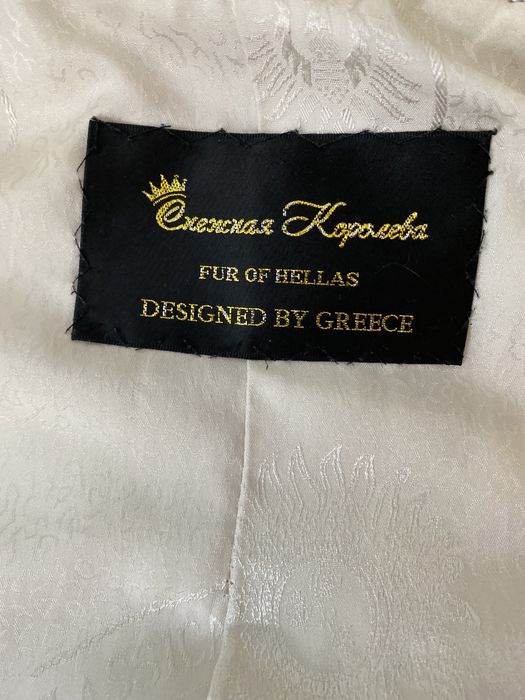 Снежная Королева
FUR OF HELLAS
DESIGNED BY GREECE